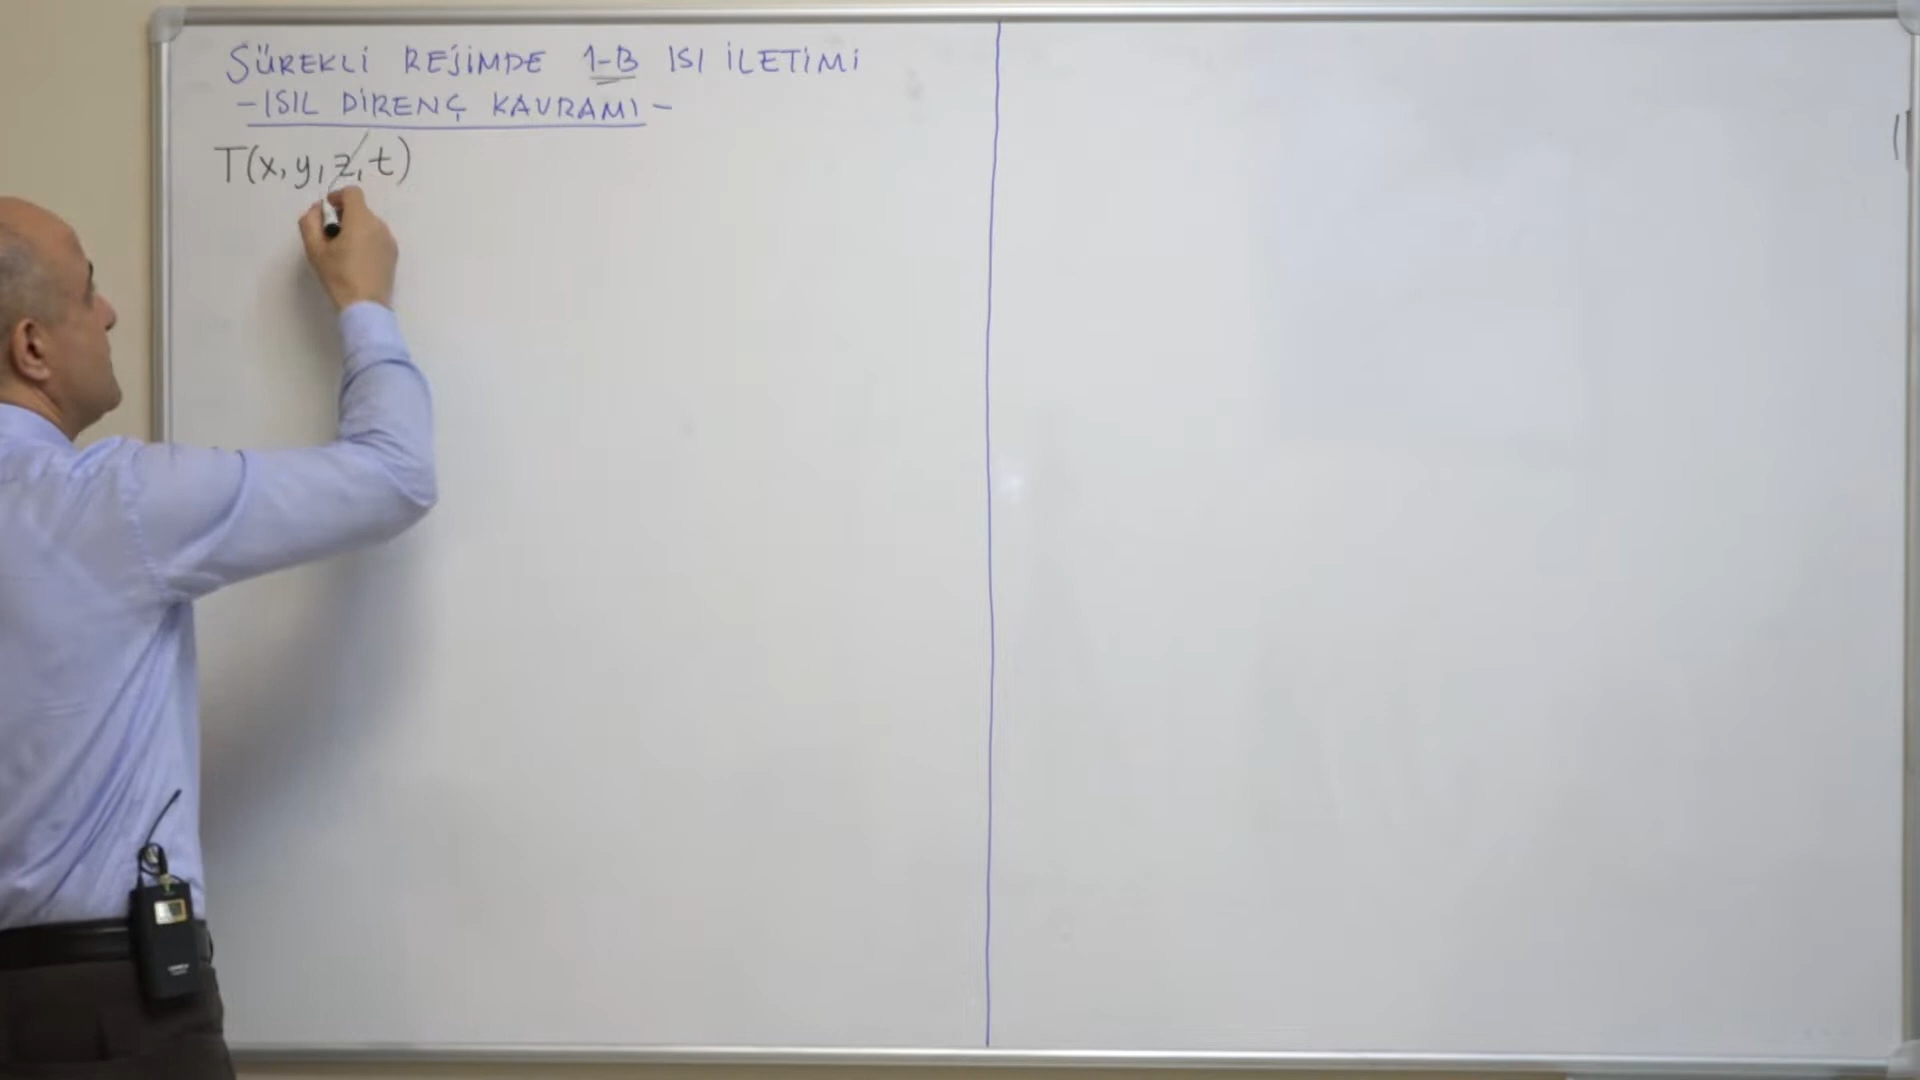 SÜREKLİ REJİMDE 1-B ISI İLETİMİ
-ISIL DİRENÇ KAVRAMI-
T(x, y, z, t)